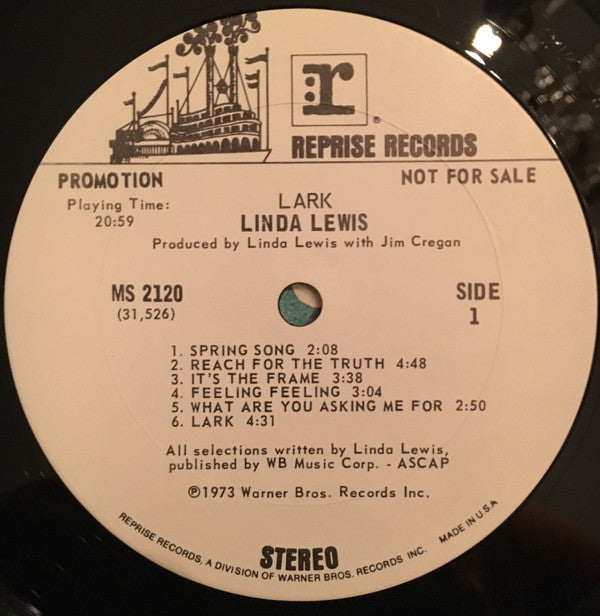 r
®
REPRISE RECORDS
PROMOTION
NOT FOR SALE
Playing Time:
20:59
LARK
LINDA LEWIS
Produced by Linda Lewis with Jim Cregan
MS 2120
(31,526)
SIDE
1
1. SPRING SONG 2:08
2. REACH FOR THE TRUTH 4:48
3. IT'S THE FRAME 3:38
4. FEELING FEELING 3:04
5. WHAT ARE YOU ASKING ME FOR 2:50
6. LARK 4:31
All selections written by Linda Lewis,
published by WB Music Corp. - ASCAP
℗1973 Warner Bros. Records Inc.
STEREO
REPRISE RECORDS, A DIVISION OF WARNER BROS. RECORDS INC. MADE IN U.S.A